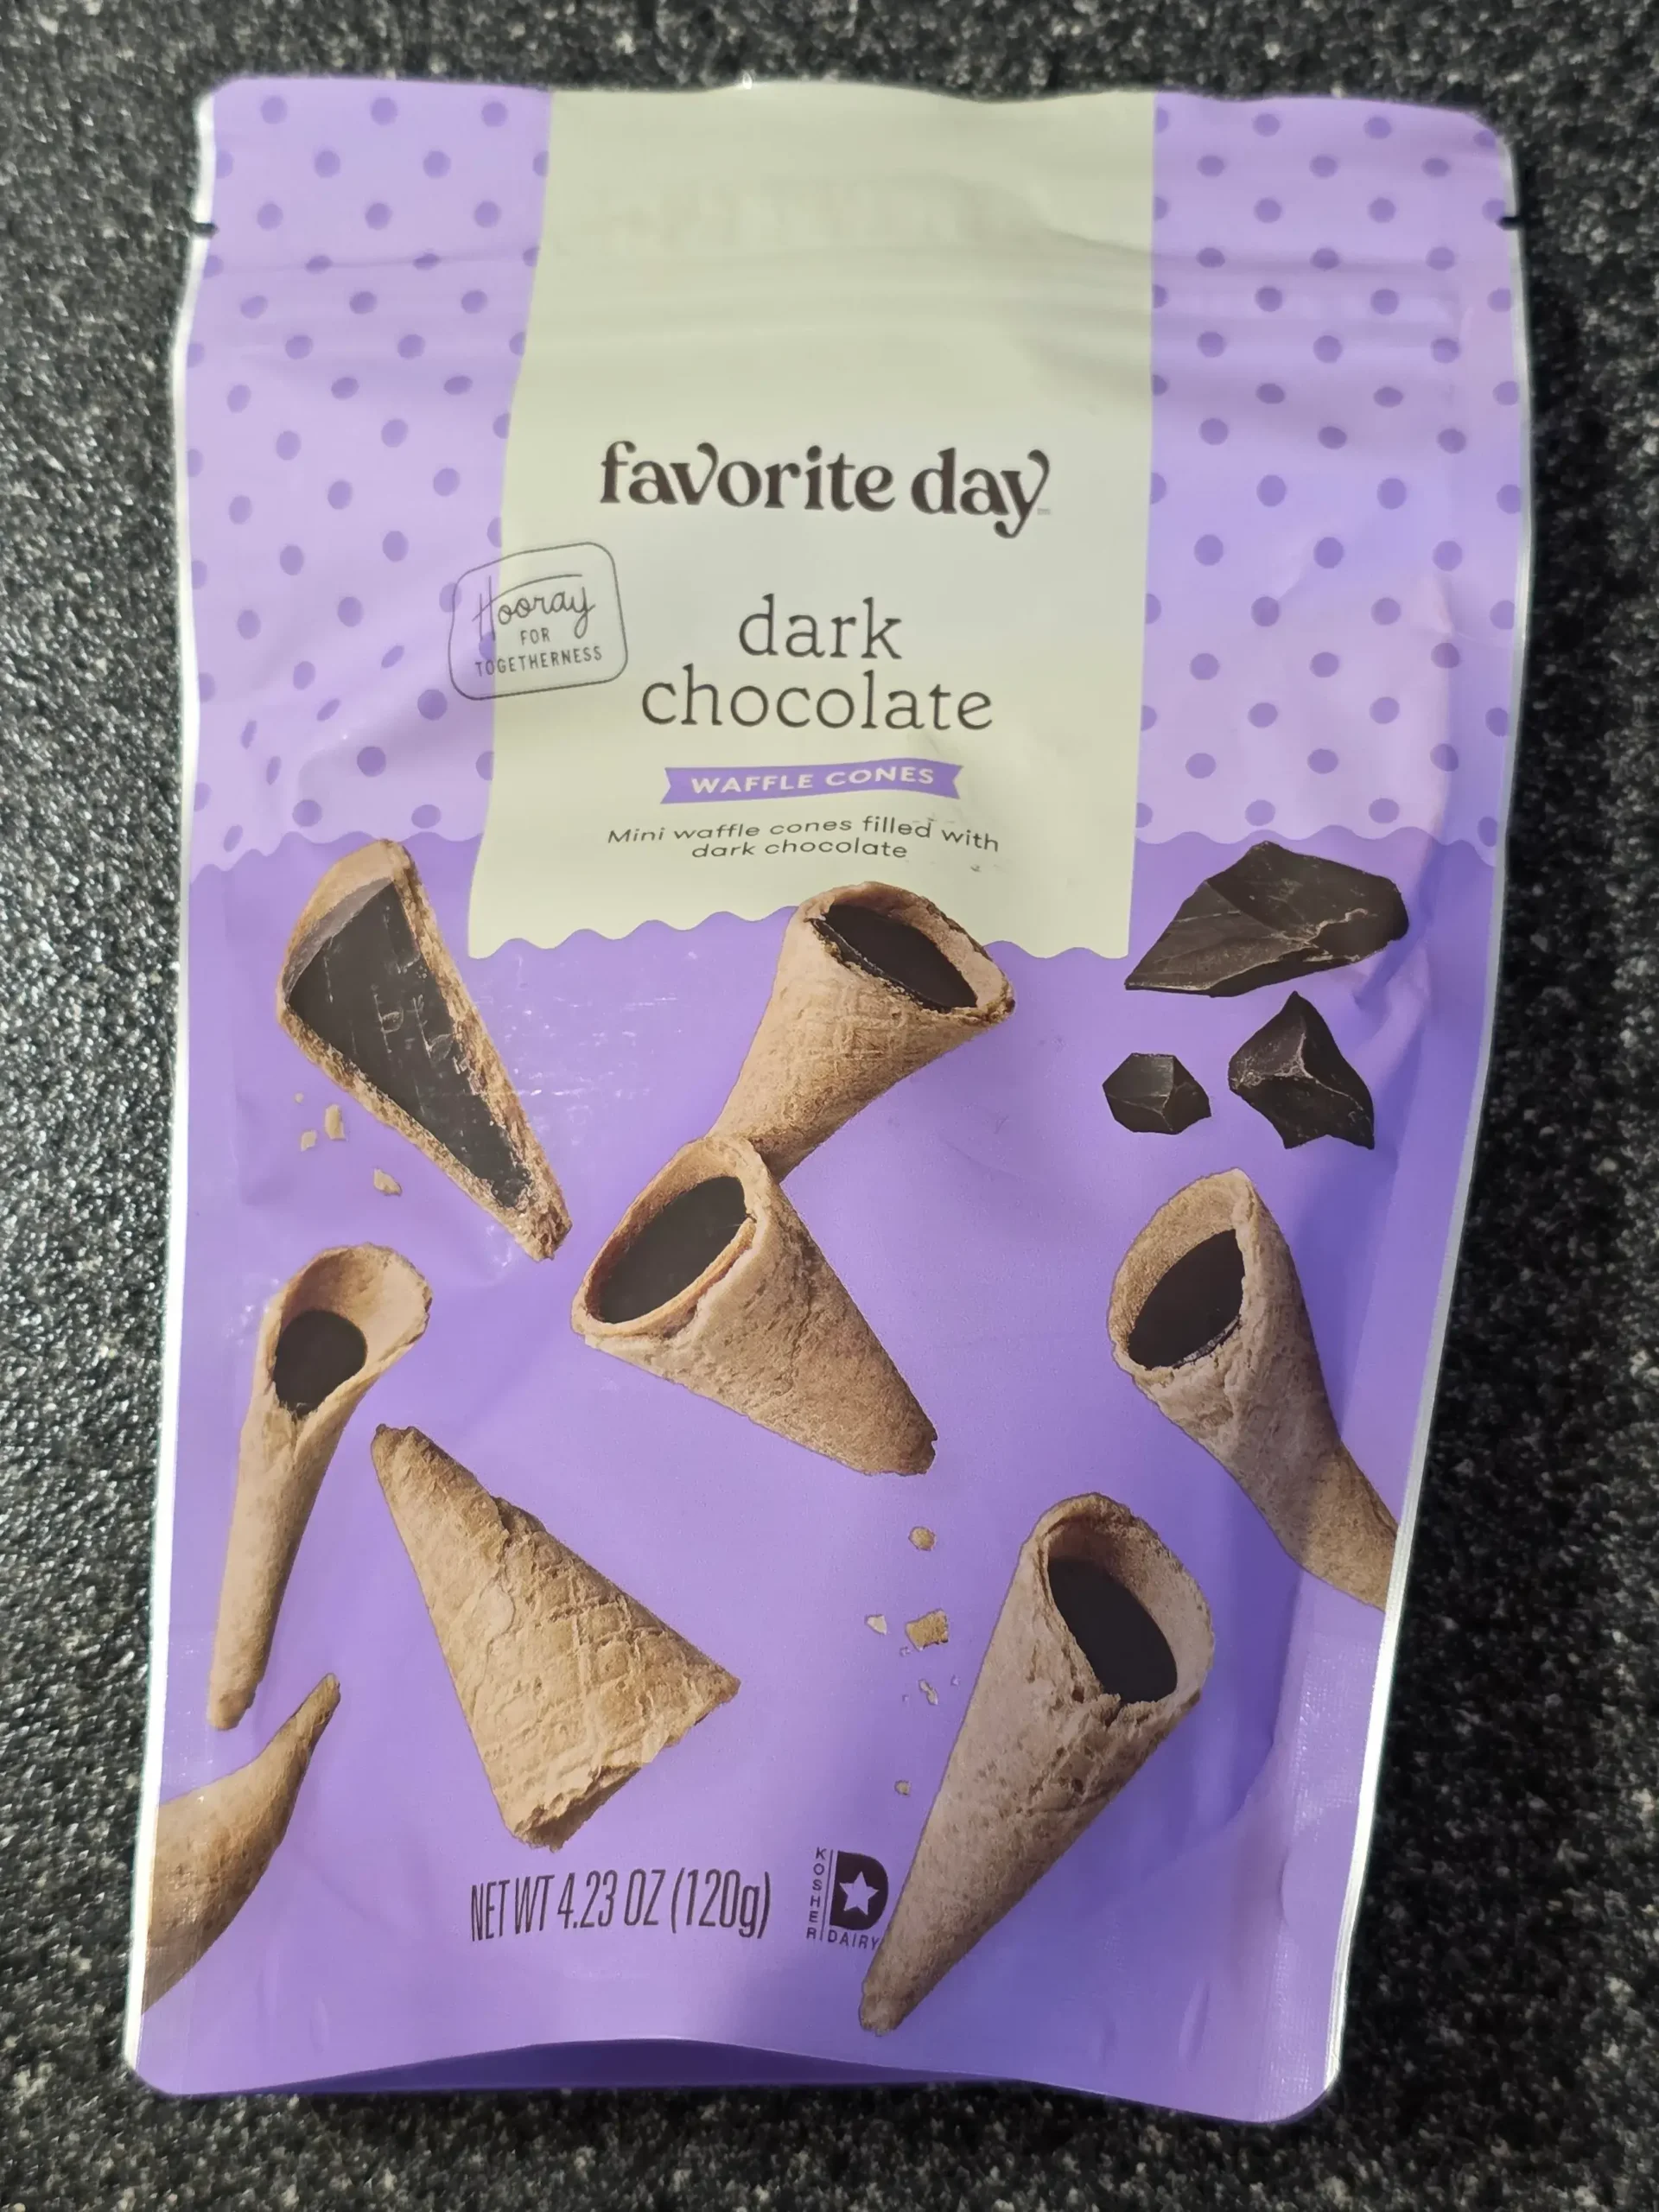 favorite day™
Hooray
FOR
TOGETHERNESS
dark
chocolate
WAFFLE CONES
Mini waffle cones filled with
dark chocolate
NET WT 4.23 OZ (120g)
KOSHER
D
DAIRY